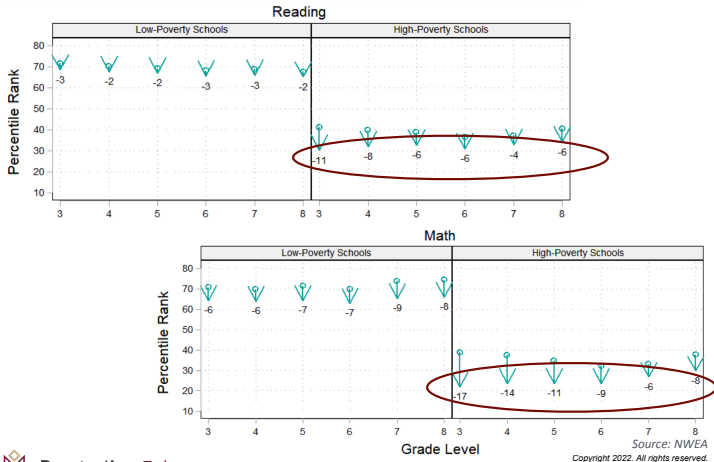 Reading
Low-Poverty Schools High-Poverty Schools
Percentile Rank
80
70
60
50
40
30
20
10
-3 -2 -2 -3 -3 -2 -11 -8 -6 -6 -4 -6
3 4 5 6 7 8 3 4 5 6 7 8
Math
Low-Poverty Schools High-Poverty Schools
Percentile Rank
80
70
60
50
40
30
20
10
-6 -6 -7 -7 -9 -8 -17 -14 -11 -9 -6 -8
3 4 5 6 7 8 3 4 5 6 7 8
Grade Level
Source: NWEA
Copyright 2022. All rights reserved.